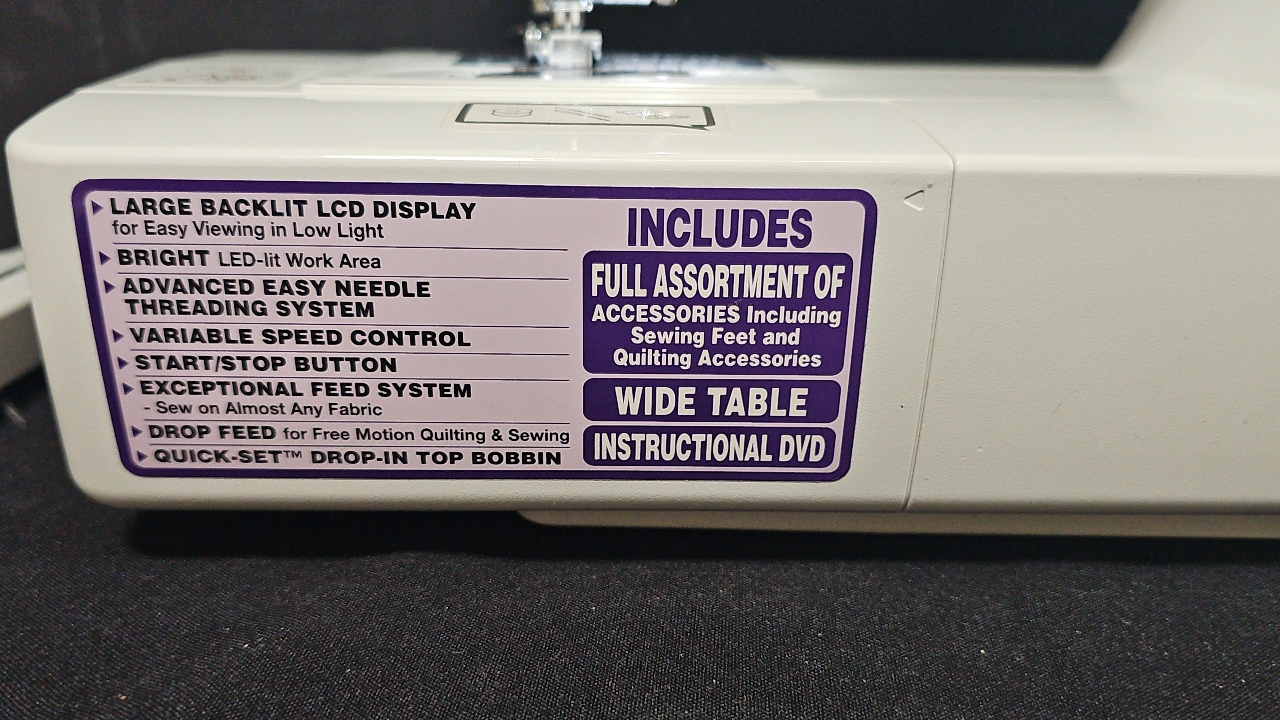 LARGE BACKLIT LCD DISPLAY
for Easy Viewing in Low Light
BRIGHT LED-lit Work Area
ADVANCED EASY NEEDLE
THREADING SYSTEM
VARIABLE SPEED CONTROL
START/STOP BUTTON
EXCEPTIONAL FEED SYSTEM
- Sew on Almost Any Fabric
DROP FEED for Free Motion Quilting & Sewing
QUICK-SET™ DROP-IN TOP BOBBIN
INCLUDES
FULL ASSORTMENT OF
ACCESSORIES Including
Sewing Feet and
Quilting Accessories
WIDE TABLE
INSTRUCTIONAL DVD